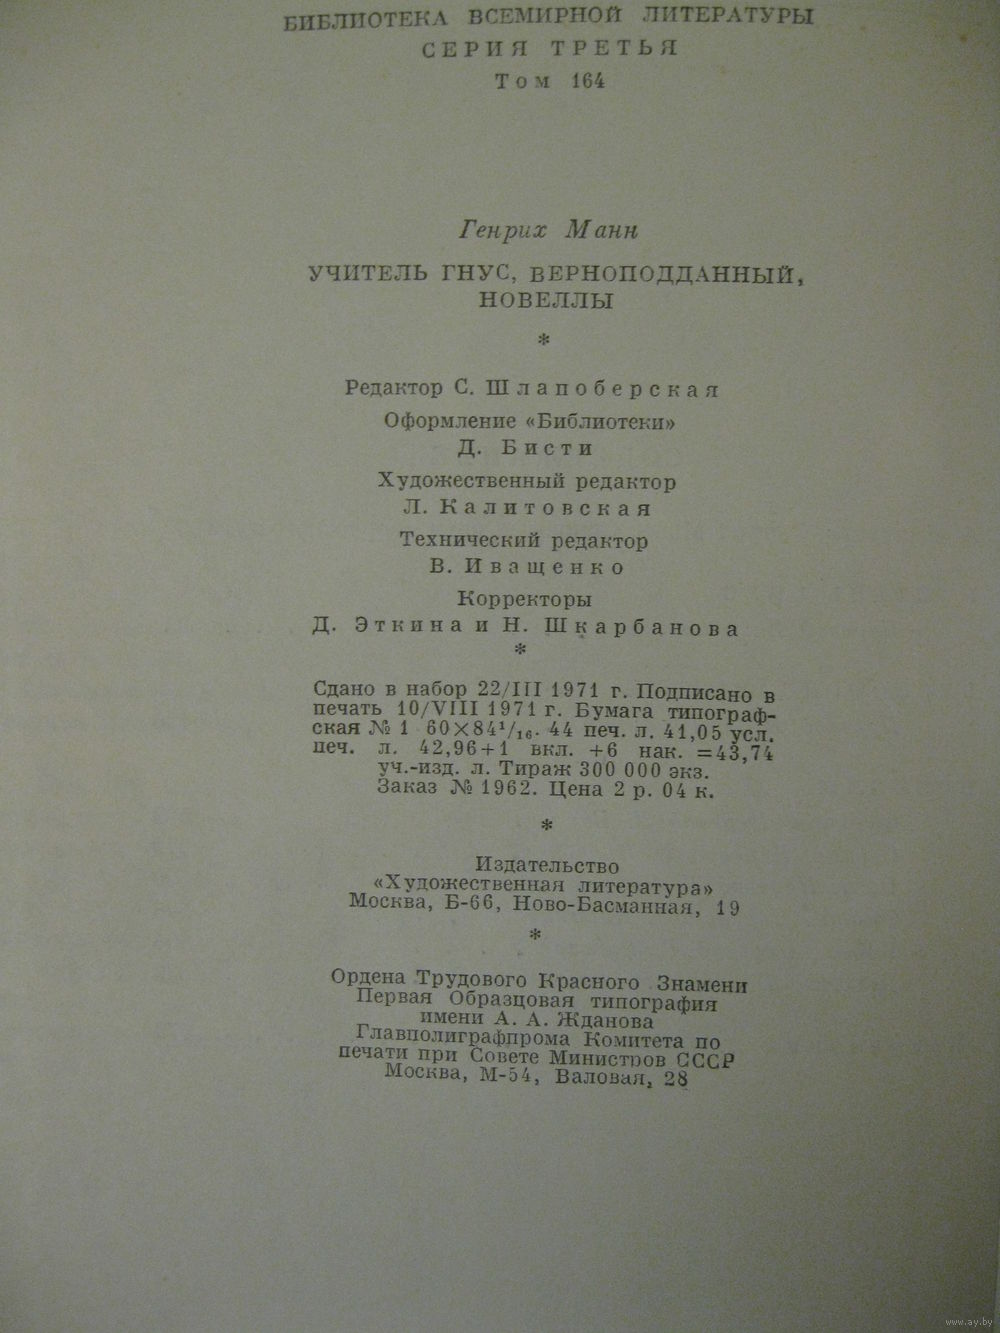 БИБЛИОТЕКА ВСЕМИРНОЙ ЛИТЕРАТУРЫ
СЕРИЯ ТРЕТЬЯ
Том 164
Генрих Манн
УЧИТЕЛЬ ГНУС, ВЕРНОПОДДАННЫЙ,
НОВЕЛЛЫ
*
Редактор С. Шлапоберская
Оформление «Библиотеки»
Д. Бисти
Художественный редактор
Л. Калитовская
Технический редактор
В. Иващенко
Корректоры
Д. Эткина и Н. Шкарбанова
*
Сдано в набор 22/III 1971 г. Подписано в
печать 10/VIII 1971 г. Бумага типограф-
ская № 1 60×84¹/₁₆. 44 печ. л. 41,05 усл.
печ. л. 42,96+1 вкл. +6 нак. =43,74
уч.-изд. л. Тираж 300 000 экз.
Заказ № 1962. Цена 2 р. 04 к.
*
Издательство
«Художественная литература»
Москва, Б-66, Ново-Басманная, 19
*
Ордена Трудового Красного Знамени
Первая Образцовая типография
имени А. А. Жданова
Главполиграфпрома Комитета по
печати при Совете Министров СССР
Москва, М-54, Валовая, 28
www.ay.by